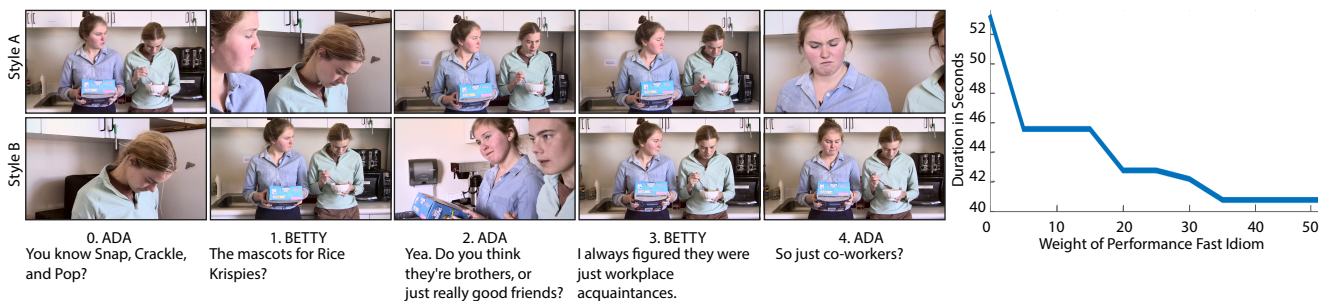 Style A
Style B
0. ADA
You know Snap, Crackle,
and Pop?
1. BETTY
The mascots for Rice
Krispies?
2. ADA
Yea. Do you think
they're brothers, or
just really good friends?
3. BETTY
I always figured they were
just workplace
acquaintances.
4. ADA
So just co-workers?
Duration in Seconds
52
50
48
46
44
42
40
0 10 20 30 40 50
Weight of Performance Fast Idiom